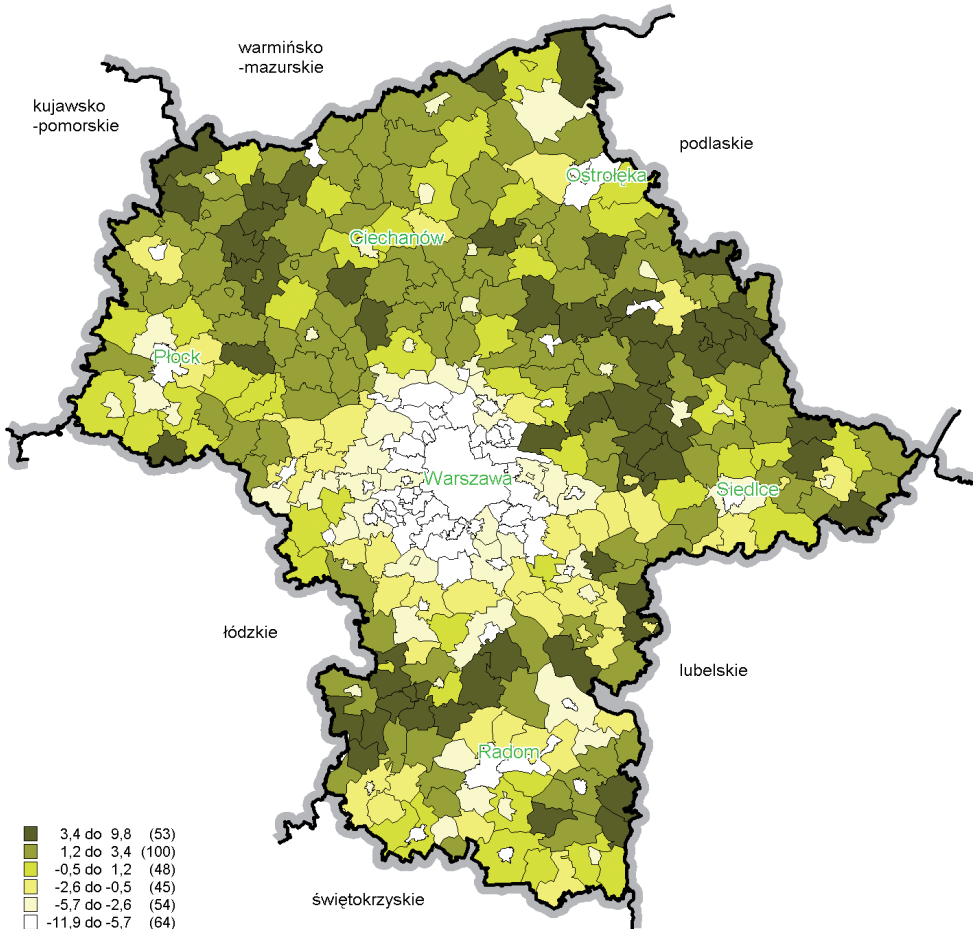 warmińsko
-mazurskie
kujawsko
-pomorskie
podlaskie
Ostrołęka
Ciechanów
Płock
Warszawa
Siedlce
łódzkie
lubelskie
Radom
świętokrzyskie
3,4 do 9,8 (53)
1,2 do 3,4 (100)
-0,5 do 1,2 (48)
-2,6 do -0,5 (45)
-5,7 do -2,6 (54)
-11,9 do -5,7 (64)